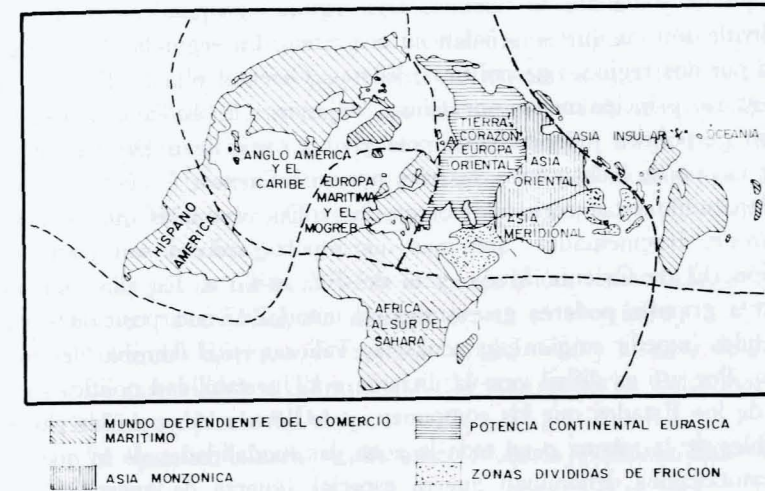 ANGLO AMERICA
Y EL
CARIBE
HISPANO
AMERICA
EUROPA
MARITIMA
Y EL
MOGREB
TIERRA
CORAZON
Y EUROPA
ORIENTAL
ASIA
ORIENTAL
ASIA
MERIDIONAL
ASIA INSULAR
OCEANIA
AFRICA
AL SUR DEL
SAHARA
MUNDO DEPENDIENTE DEL COMERCIO
MARITIMO
POTENCIA CONTINENTAL EURASICA
ASIA MONZONICA
ZONAS DIVIDIDAS DE FRICCION